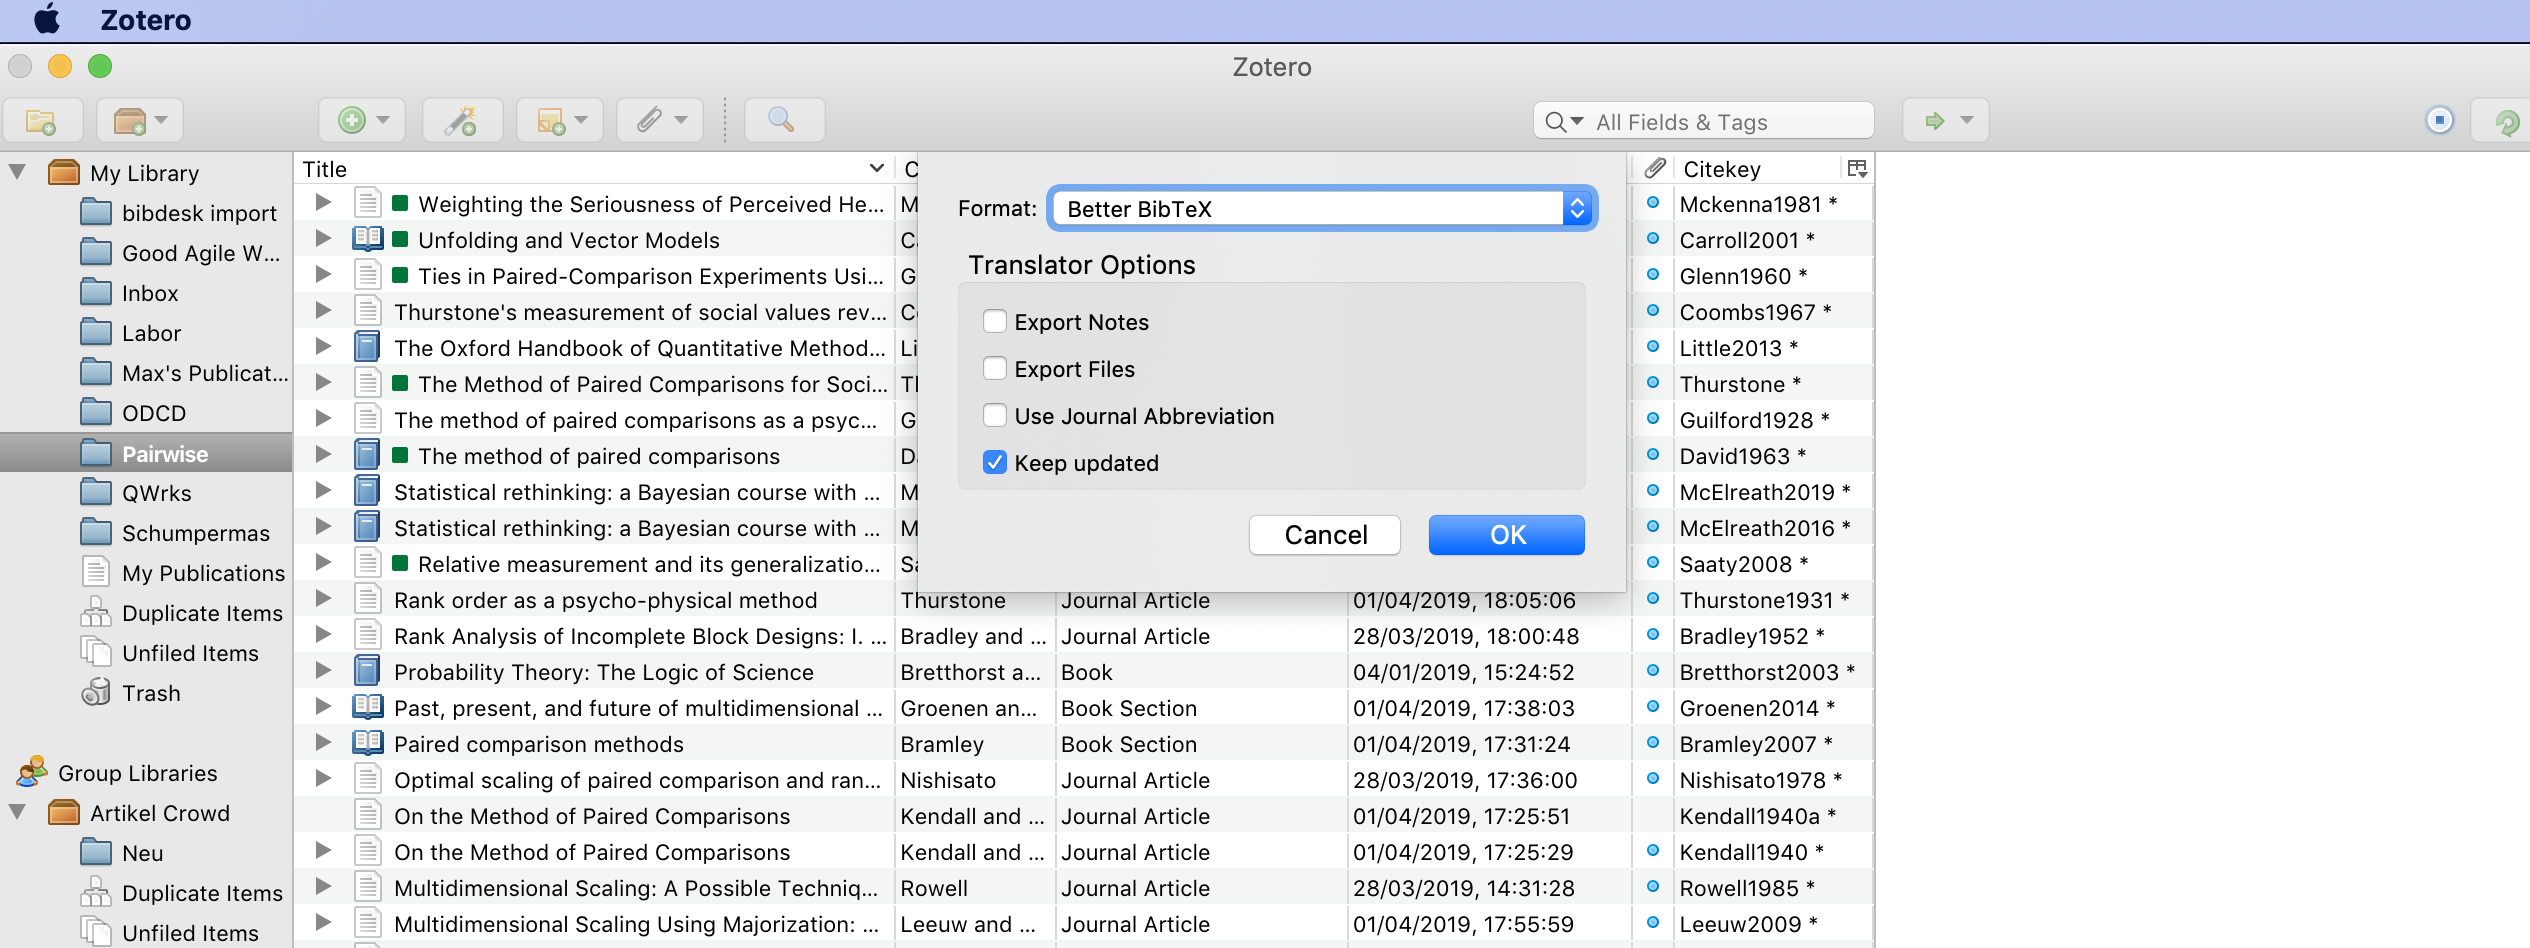 Zotero
Zotero
All Fields & Tags
My Library
bibdesk import
Good Agile W...
Inbox
Labor
Max's Publicat...
ODCD
Pairwise
QWrks
Schumpermas
My Publications
Duplicate Items
Unfiled Items
Trash
Group Libraries
Artikel Crowd
Neu
Duplicate Items
Unfiled Items
Title C Citekey
Weighting the Seriousness of Perceived He... M Mckenna1981 *
Unfolding and Vector Models Ca Carroll2001 *
Ties in Paired-Comparison Experiments Usi... G Glenn1960 *
Thurstone's measurement of social values rev... Co Coombs1967 *
The Oxford Handbook of Quantitative Method... Li Little2013 *
The Method of Paired Comparisons for Soci... Th Thurstone *
The method of paired comparisons as a psyc... G Guilford1928 *
The method of paired comparisons Da David1963 *
Statistical rethinking: a Bayesian course with ... M McElreath2019 *
Statistical rethinking: a Bayesian course with ... M McElreath2016 *
Relative measurement and its generalizatio... Sa Saaty2008 *
Rank order as a psycho-physical method Thurstone Journal Article 01/04/2019, 18:05:06 Thurstone1931 *
Rank Analysis of Incomplete Block Designs: I. ... Bradley and ... Journal Article 28/03/2019, 18:00:48 Bradley1952 *
Probability Theory: The Logic of Science Bretthorst a... Book 04/01/2019, 15:24:52 Bretthorst2003 *
Past, present, and future of multidimensional ... Groenen an... Book Section 01/04/2019, 17:38:03 Groenen2014 *
Paired comparison methods Bramley Book Section 01/04/2019, 17:31:24 Bramley2007 *
Optimal scaling of paired comparison and ran... Nishisato Journal Article 28/03/2019, 17:36:00 Nishisato1978 *
On the Method of Paired Comparisons Kendall and ... Journal Article 01/04/2019, 17:25:51 Kendall1940a *
On the Method of Paired Comparisons Kendall and ... Journal Article 01/04/2019, 17:25:29 Kendall1940 *
Multidimensional Scaling: A Possible Techniq... Rowell Journal Article 28/03/2019, 14:31:28 Rowell1985 *
Multidimensional Scaling Using Majorization: ... Leeuw and ... Journal Article 01/04/2019, 17:55:59 Leeuw2009 *
Format: Better BibTeX
Translator Options
Export Notes
Export Files
Use Journal Abbreviation
Keep updated
Cancel OK